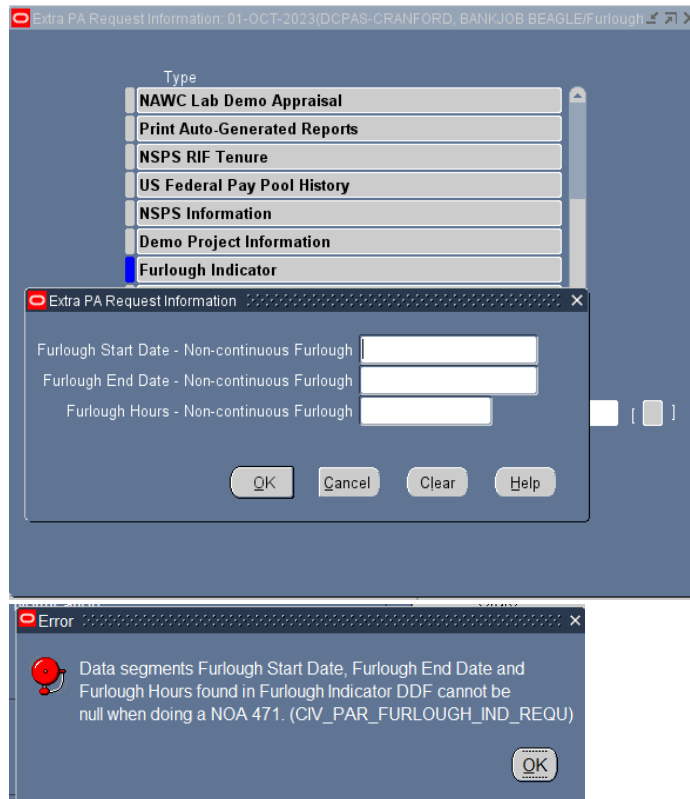 Extra PA Request Information: 01-OCT-2023(DCPAS-CRANFORD, BANKJOB BEAGLE/Furlough
Type
NAWC Lab Demo Appraisal
Print Auto-Generated Reports
NSPS RIF Tenure
US Federal Pay Pool History
NSPS Information
Demo Project Information
Furlough Indicator
Extra PA Request Information
Furlough Start Date - Non-continuous Furlough
Furlough End Date - Non-continuous Furlough
Furlough Hours - Non-continuous Furlough
[ ]
OK Cancel Clear Help
Error
Data segments Furlough Start Date, Furlough End Date and
Furlough Hours found in Furlough Indicator DDF cannot be
null when doing a NOA 471. (CIV_PAR_FURLOUGH_IND_REQU)
OK